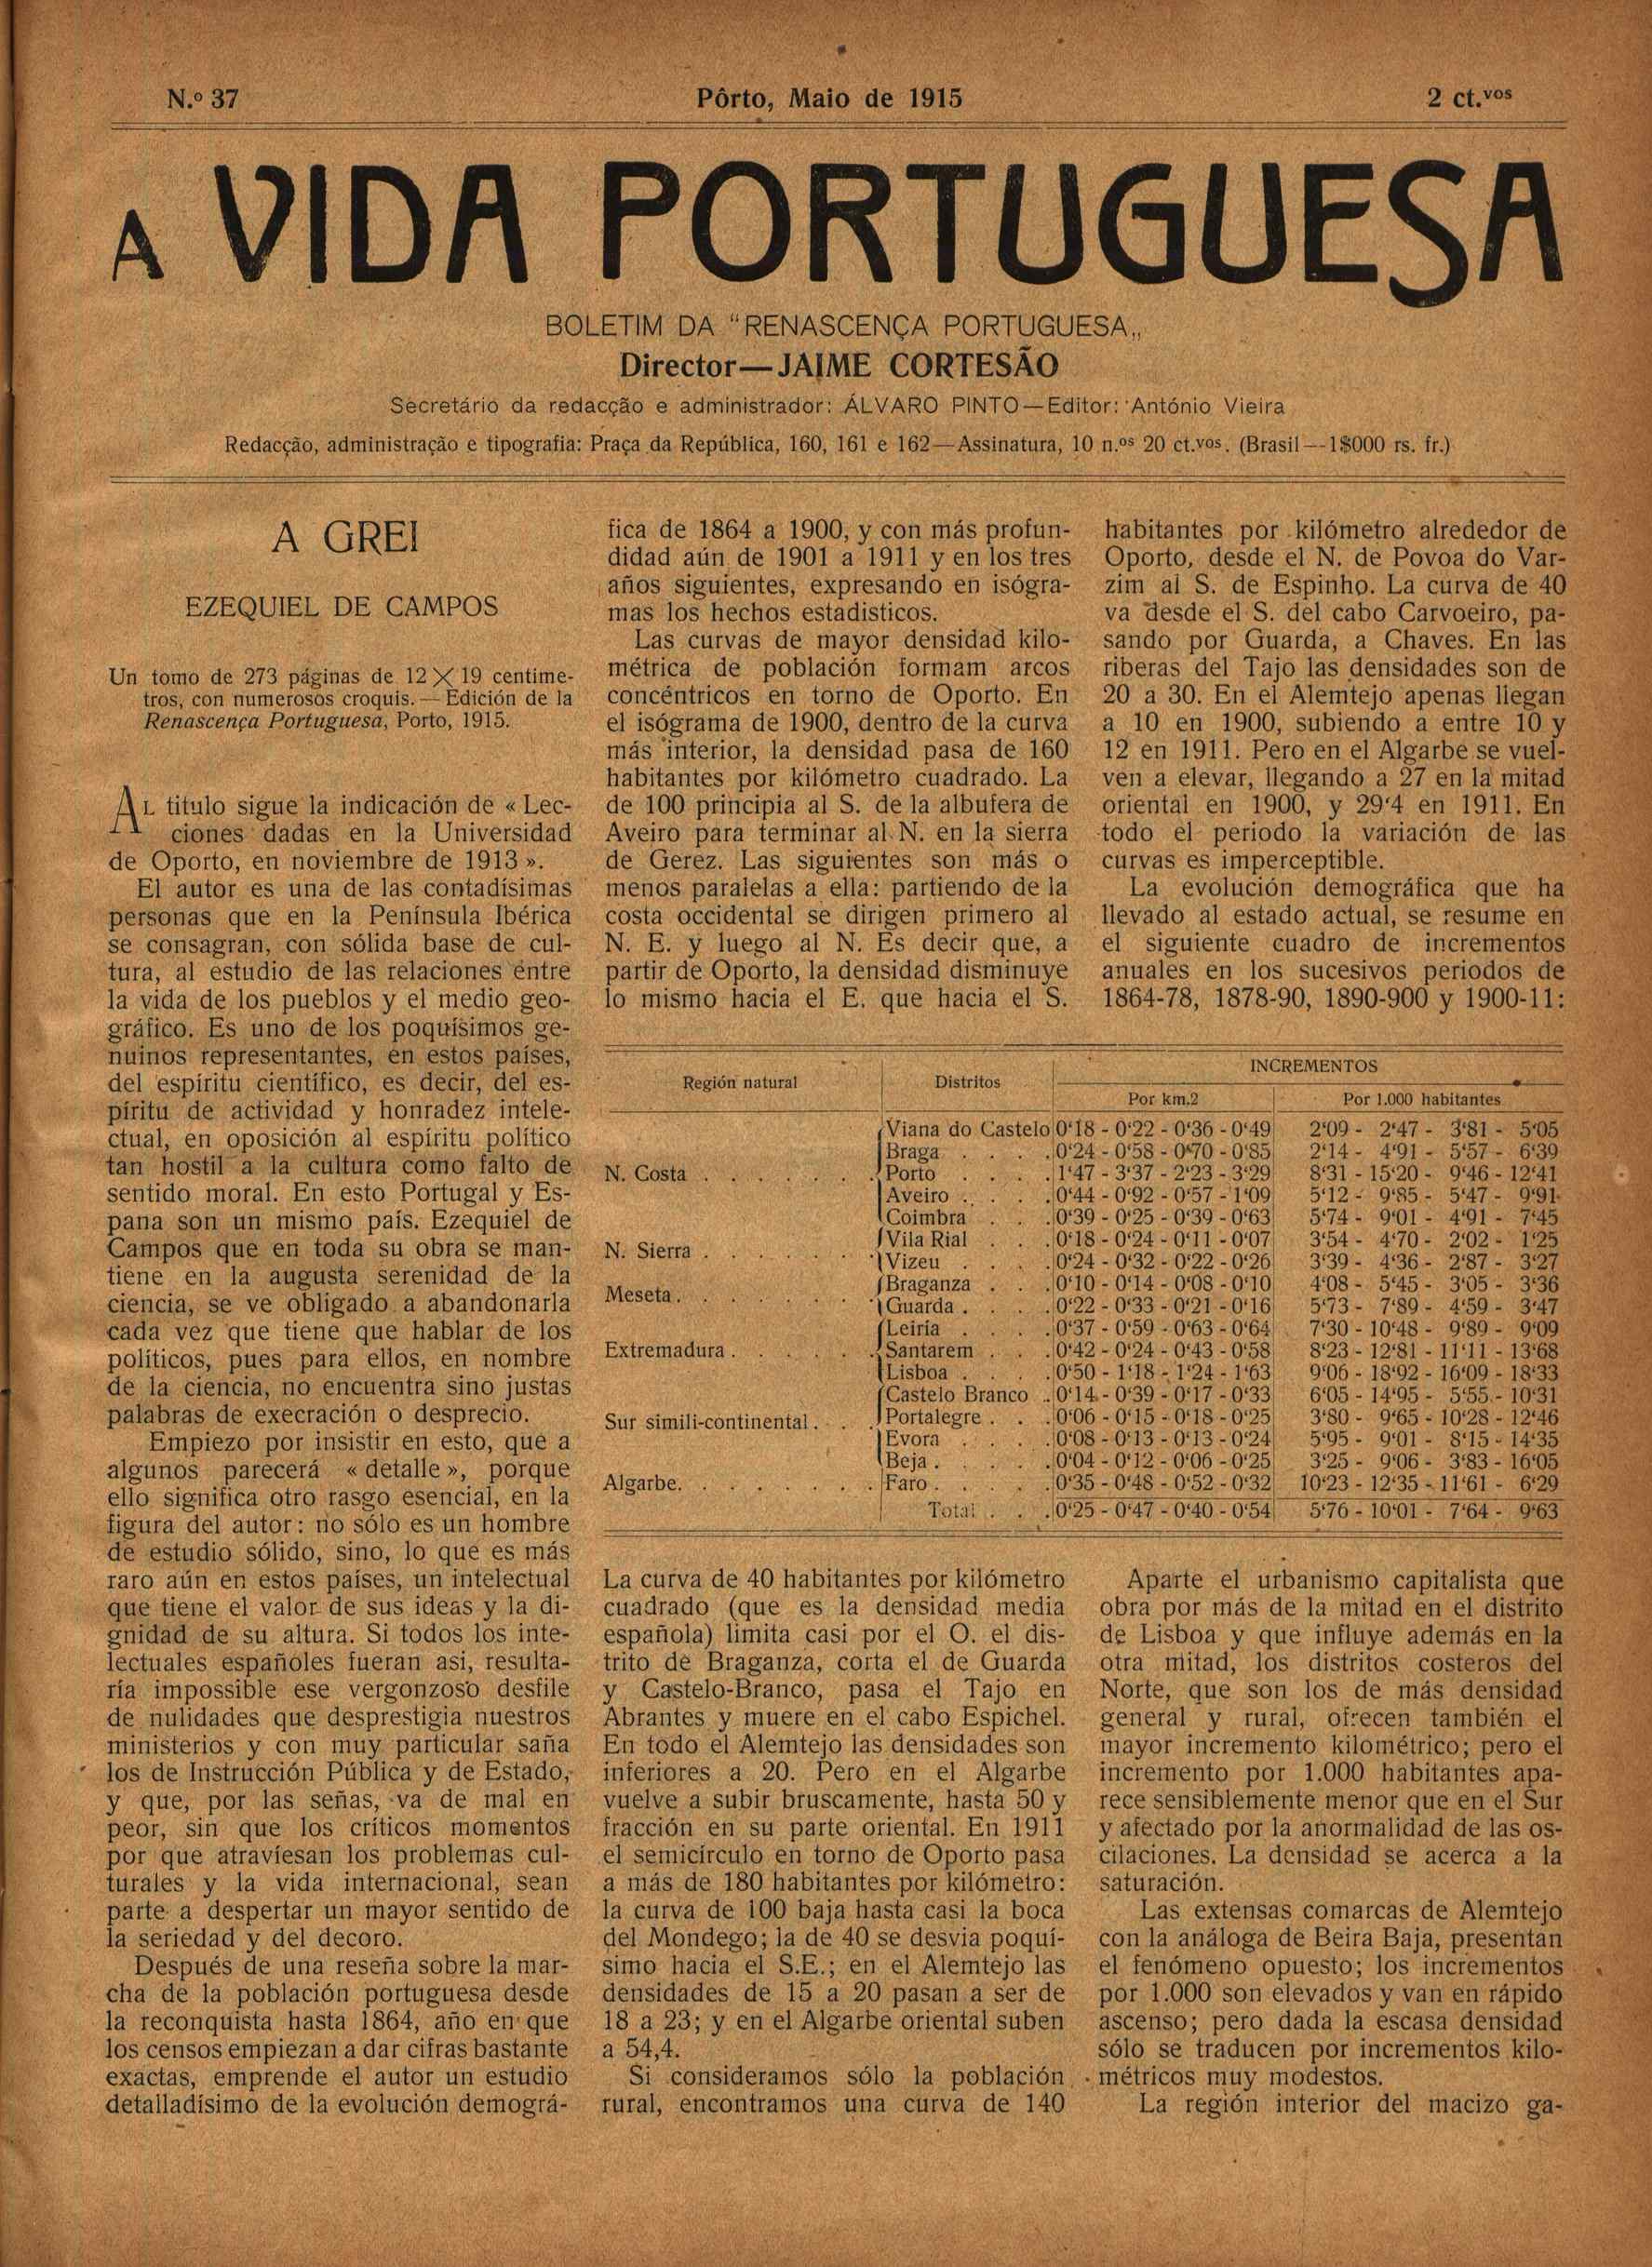 N.º 37
Pôrto, Maio de 1915
2 ct.vos
A VIDA PORTUGUESA
BOLETIM DA "RENASCENÇA PORTUGUESA„
Director—JAIME CORTESÃO
Secretário da redacção e administrador: ÁLVARO PINTO—Editor: António Vieira
Redacção, administração e tipografia: Praça da República, 160, 161 e 162—Assinatura, 10 n.os 20 ct.vos. (Brasil—1$000 rs. fr.)
A GREI
EZEQUIEL DE CAMPOS
Un tomo de 273 páginas de 12 × 19 centime-
tros, con numerosos croquis.—Edición de la
Renascença Portuguesa, Porto, 1915.
AL titulo sigue la indicación de «Lec-
ciones dadas en la Universidad
de Oporto, en noviembre de 1913».
El autor es una de las contadísimas
personas que en la Península Ibérica
se consagran, con sólida base de cul-
tura, al estudio de las relaciones entre
la vida de los pueblos y el medio geo-
gráfico. Es uno de los poquísimos ge-
nuinos representantes, en estos países,
del espíritu científico, es decir, del es-
píritu de actividad y honradez intele-
ctual, en oposición al espíritu político
tan hostil a la cultura como falto de
sentido moral. En esto Portugal y Es-
pana son un mismo país. Ezequiel de
Campos que en toda su obra se man-
tiene en la augusta serenidad de la
ciencia, se ve obligado a abandonarla
cada vez que tiene que hablar de los
políticos, pues para ellos, en nombre
de la ciencia, no encuentra sino justas
palabras de execración o desprecio.
Empiezo por insistir en esto, que a
algunos parecerá «detalle», porque
ello significa otro rasgo esencial, en la
figura del autor: no sólo es un hombre
de estudio sólido, sino, lo que es más
raro aún en estos países, un intelectual
que tiene el valor de sus ideas y la di-
gnidad de su altura. Si todos los inte-
lectuales españoles fueran asi, resulta-
ría impossible ese vergonzoso desfile
de nulidades que desprestigia nuestros
ministerios y con muy particular saña
los de Instrucción Pública y de Estado,
y que, por las señas, va de mal en
peor, sin que los críticos momentos
por que atraviesan los problemas cul-
turales y la vida internacional, sean
parte a despertar un mayor sentido de
la seriedad y del decoro.
Después de una reseña sobre la mar-
cha de la población portuguesa desde
la reconquista hasta 1864, año en que
los censos empiezan a dar cifras bastante
exactas, emprende el autor un estudio
detalladísimo de la evolución demográ-
fica de 1864 a 1900, y con más profun-
didad aún de 1901 a 1911 y en los tres
años siguientes, expresando en isógra-
mas los hechos estadisticos.
Las curvas de mayor densidad kilo-
métrica de población formam arcos
concéntricos en torno de Oporto. En
el isógrama de 1900, dentro de la curva
más interior, la densidad pasa de 160
habitantes por kilómetro cuadrado. La
de 100 principia al S. de la albufera de
Aveiro para terminar al N. en la sierra
de Gerez. Las siguientes son más o
menos paralelas a ella: partiendo de la
costa occidental se dirigen primero al
N. E. y luego al N. Es decir que, a
partir de Oporto, la densidad disminuye
lo mismo hacia el E. que hacia el S.
habitantes por kilómetro alrededor de
Oporto, desde el N. de Povoa do Var-
zim al S. de Espinho. La curva de 40
va desde el S. del cabo Carvoeiro, pa-
sando por Guarda, a Chaves. En las
riberas del Tajo las densidades son de
20 a 30. En el Alemtejo apenas llegan
a 10 en 1900, subiendo a entre 10 y
12 en 1911. Pero en el Algarbe se vuel-
ven a elevar, llegando a 27 en la mitad
oriental en 1900, y 29‘4 en 1911. En
todo el periodo la variación de las
curvas es imperceptible.
La evolución demográfica que ha
llevado al estado actual, se resume en
el siguiente cuadro de incrementos
anuales en los sucesivos periodos de
1864-78, 1878-90, 1890-900 y 1900-11:
Región natural
Distritos
INCREMENTOS
Por km.2
Por 1.000 habitantes
Viana do Castelo 0‘18 - 0‘22 - 0‘36 - 0‘49 2‘09 - 2‘47 - 3‘81 - 5‘05
Braga . . . . 0‘24 - 0‘58 - 0‘70 - 0‘85 2‘14 - 4‘91 - 5‘57 - 6‘39
N. Costa . . . . . . . Porto . . . . 1‘47 - 3‘37 - 2‘23 - 3‘29 8‘31 - 15‘20 - 9‘46 - 12‘41
Aveiro . . . . 0‘44 - 0‘92 - 0‘57 - 1‘09 5‘12 - 9‘85 - 5‘47 - 9‘91
Coimbra . . . 0‘39 - 0‘25 - 0‘39 - 0‘63 5‘74 - 9‘01 - 4‘91 - 7‘45
Vila Rial . . . 0‘18 - 0‘24 - 0‘11 - 0‘07 3‘54 - 4‘70 - 2‘02 - 1‘25
N. Sierra . . . . . . .
Vizeu . . . . 0‘24 - 0‘32 - 0‘22 - 0‘26 3‘39 - 4‘36 - 2‘87 - 3‘27
Braganza . . . 0‘10 - 0‘14 - 0‘08 - 0‘10 4‘08 - 5‘45 - 3‘05 - 3‘36
Meseta . . . . . . . .
Guarda . . . . 0‘22 - 0‘33 - 0‘21 - 0‘16 5‘73 - 7‘89 - 4‘59 - 3‘47
Leiria . . . . 0‘37 - 0‘59 - 0‘63 - 0‘64 7‘30 - 10‘48 - 9‘89 - 9‘09
Extremadura . . . . . . Santarem . . . 0‘42 - 0‘24 - 0‘43 - 0‘58 8‘23 - 12‘81 - 11‘11 - 13‘68
Lisboa . . . . 0‘50 - 1‘18 - 1‘24 - 1‘63 9‘06 - 18‘92 - 16‘09 - 18‘33
Castelo Branco . 0‘14 - 0‘39 - 0‘17 - 0‘33 6‘05 - 14‘95 - 5‘55 - 10‘31
Sur simili-continental . . . Portalegre . . . 0‘06 - 0‘15 - 0‘18 - 0‘25 3‘80 - 9‘65 - 10‘28 - 12‘46
Evora . . . . 0‘08 - 0‘13 - 0‘13 - 0‘24 5‘95 - 9‘01 - 8‘15 - 14‘35
Beja . . . . . 0‘04 - 0‘12 - 0‘06 - 0‘25 3‘25 - 9‘06 - 3‘83 - 16‘05
Algarbe. . . . . . . . Faro . . . . . 0‘35 - 0‘48 - 0‘52 - 0‘32 10‘23 - 12‘35 - 11‘61 - 6‘29
Total . . . 0‘25 - 0‘47 - 0‘40 - 0‘54 5‘76 - 10‘01 - 7‘64 - 9‘63
La curva de 40 habitantes por kilómetro
cuadrado (que es la densidad media
española) limita casi por el O. el dis-
trito de Braganza, corta el de Guarda
y Castelo-Branco, pasa el Tajo en
Abrantes y muere en el cabo Espichel.
En todo el Alemtejo las densidades son
inferiores a 20. Pero en el Algarbe
vuelve a subir bruscamente, hasta 50 y
fracción en su parte oriental. En 1911
el semicírculo en torno de Oporto pasa
a más de 180 habitantes por kilómetro:
la curva de 100 baja hasta casi la boca
del Mondego; la de 40 se desvia poquí-
simo hacia el S.E.; en el Alemtejo las
densidades de 15 a 20 pasan a ser de
18 a 23; y en el Algarbe oriental suben
a 54,4.
Si consideramos sólo la población
rural, encontramos una curva de 140
Aparte el urbanismo capitalista que
obra por más de la mitad en el distrito
de Lisboa y que influye además en la
otra mitad, los distritos costeros del
Norte, que son los de más densidad
general y rural, ofrecen también el
mayor incremento kilométrico; pero el
incremento por 1.000 habitantes apa-
rece sensiblemente menor que en el Sur
y afectado por la anormalidad de las os-
cilaciones. La densidad se acerca a la
saturación.
Las extensas comarcas de Alemtejo
con la análoga de Beira Baja, presentan
el fenómeno opuesto; los incrementos
por 1.000 son elevados y van en rápido
ascenso; pero dada la escasa densidad
sólo se traducen por incrementos kilo-
métricos muy modestos.
La región interior del macizo ga-